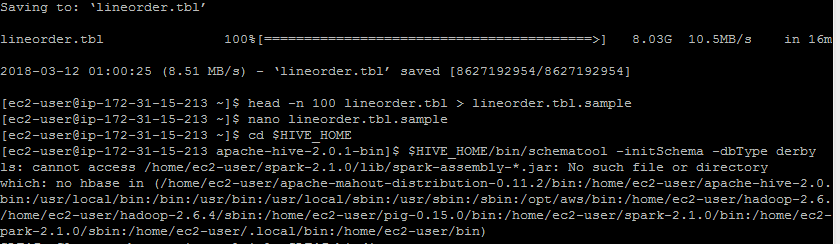 Saving to: ‘lineorder.tbl’
lineorder.tbl 100%[=========================================>] 8.03G 10.5MB/s in 16m
2018-03-12 01:00:25 (8.51 MB/s) - ‘lineorder.tbl’ saved [8627192954/8627192954]
[ec2-user@ip-172-31-15-213 ~]$ head -n 100 lineorder.tbl > lineorder.tbl.sample
[ec2-user@ip-172-31-15-213 ~]$ nano lineorder.tbl.sample
[ec2-user@ip-172-31-15-213 ~]$ cd $HIVE_HOME
[ec2-user@ip-172-31-15-213 apache-hive-2.0.1-bin]$ $HIVE_HOME/bin/schematool -initSchema -dbType derby
ls: cannot access /home/ec2-user/spark-2.1.0/lib/spark-assembly-*.jar: No such file or directory
which: no hbase in (/home/ec2-user/apache-mahout-distribution-0.11.2/bin:/home/ec2-user/apache-hive-2.0.
bin:/usr/local/bin:/bin:/usr/bin:/usr/local/sbin:/usr/sbin:/sbin:/opt/aws/bin:/home/ec2-user/hadoop-2.6.
/home/ec2-user/hadoop-2.6.4/sbin:/home/ec2-user/pig-0.15.0/bin:/home/ec2-user/spark-2.1.0/bin:/home/ec2-
park-2.1.0/sbin:/home/ec2-user/.local/bin:/home/ec2-user/bin)